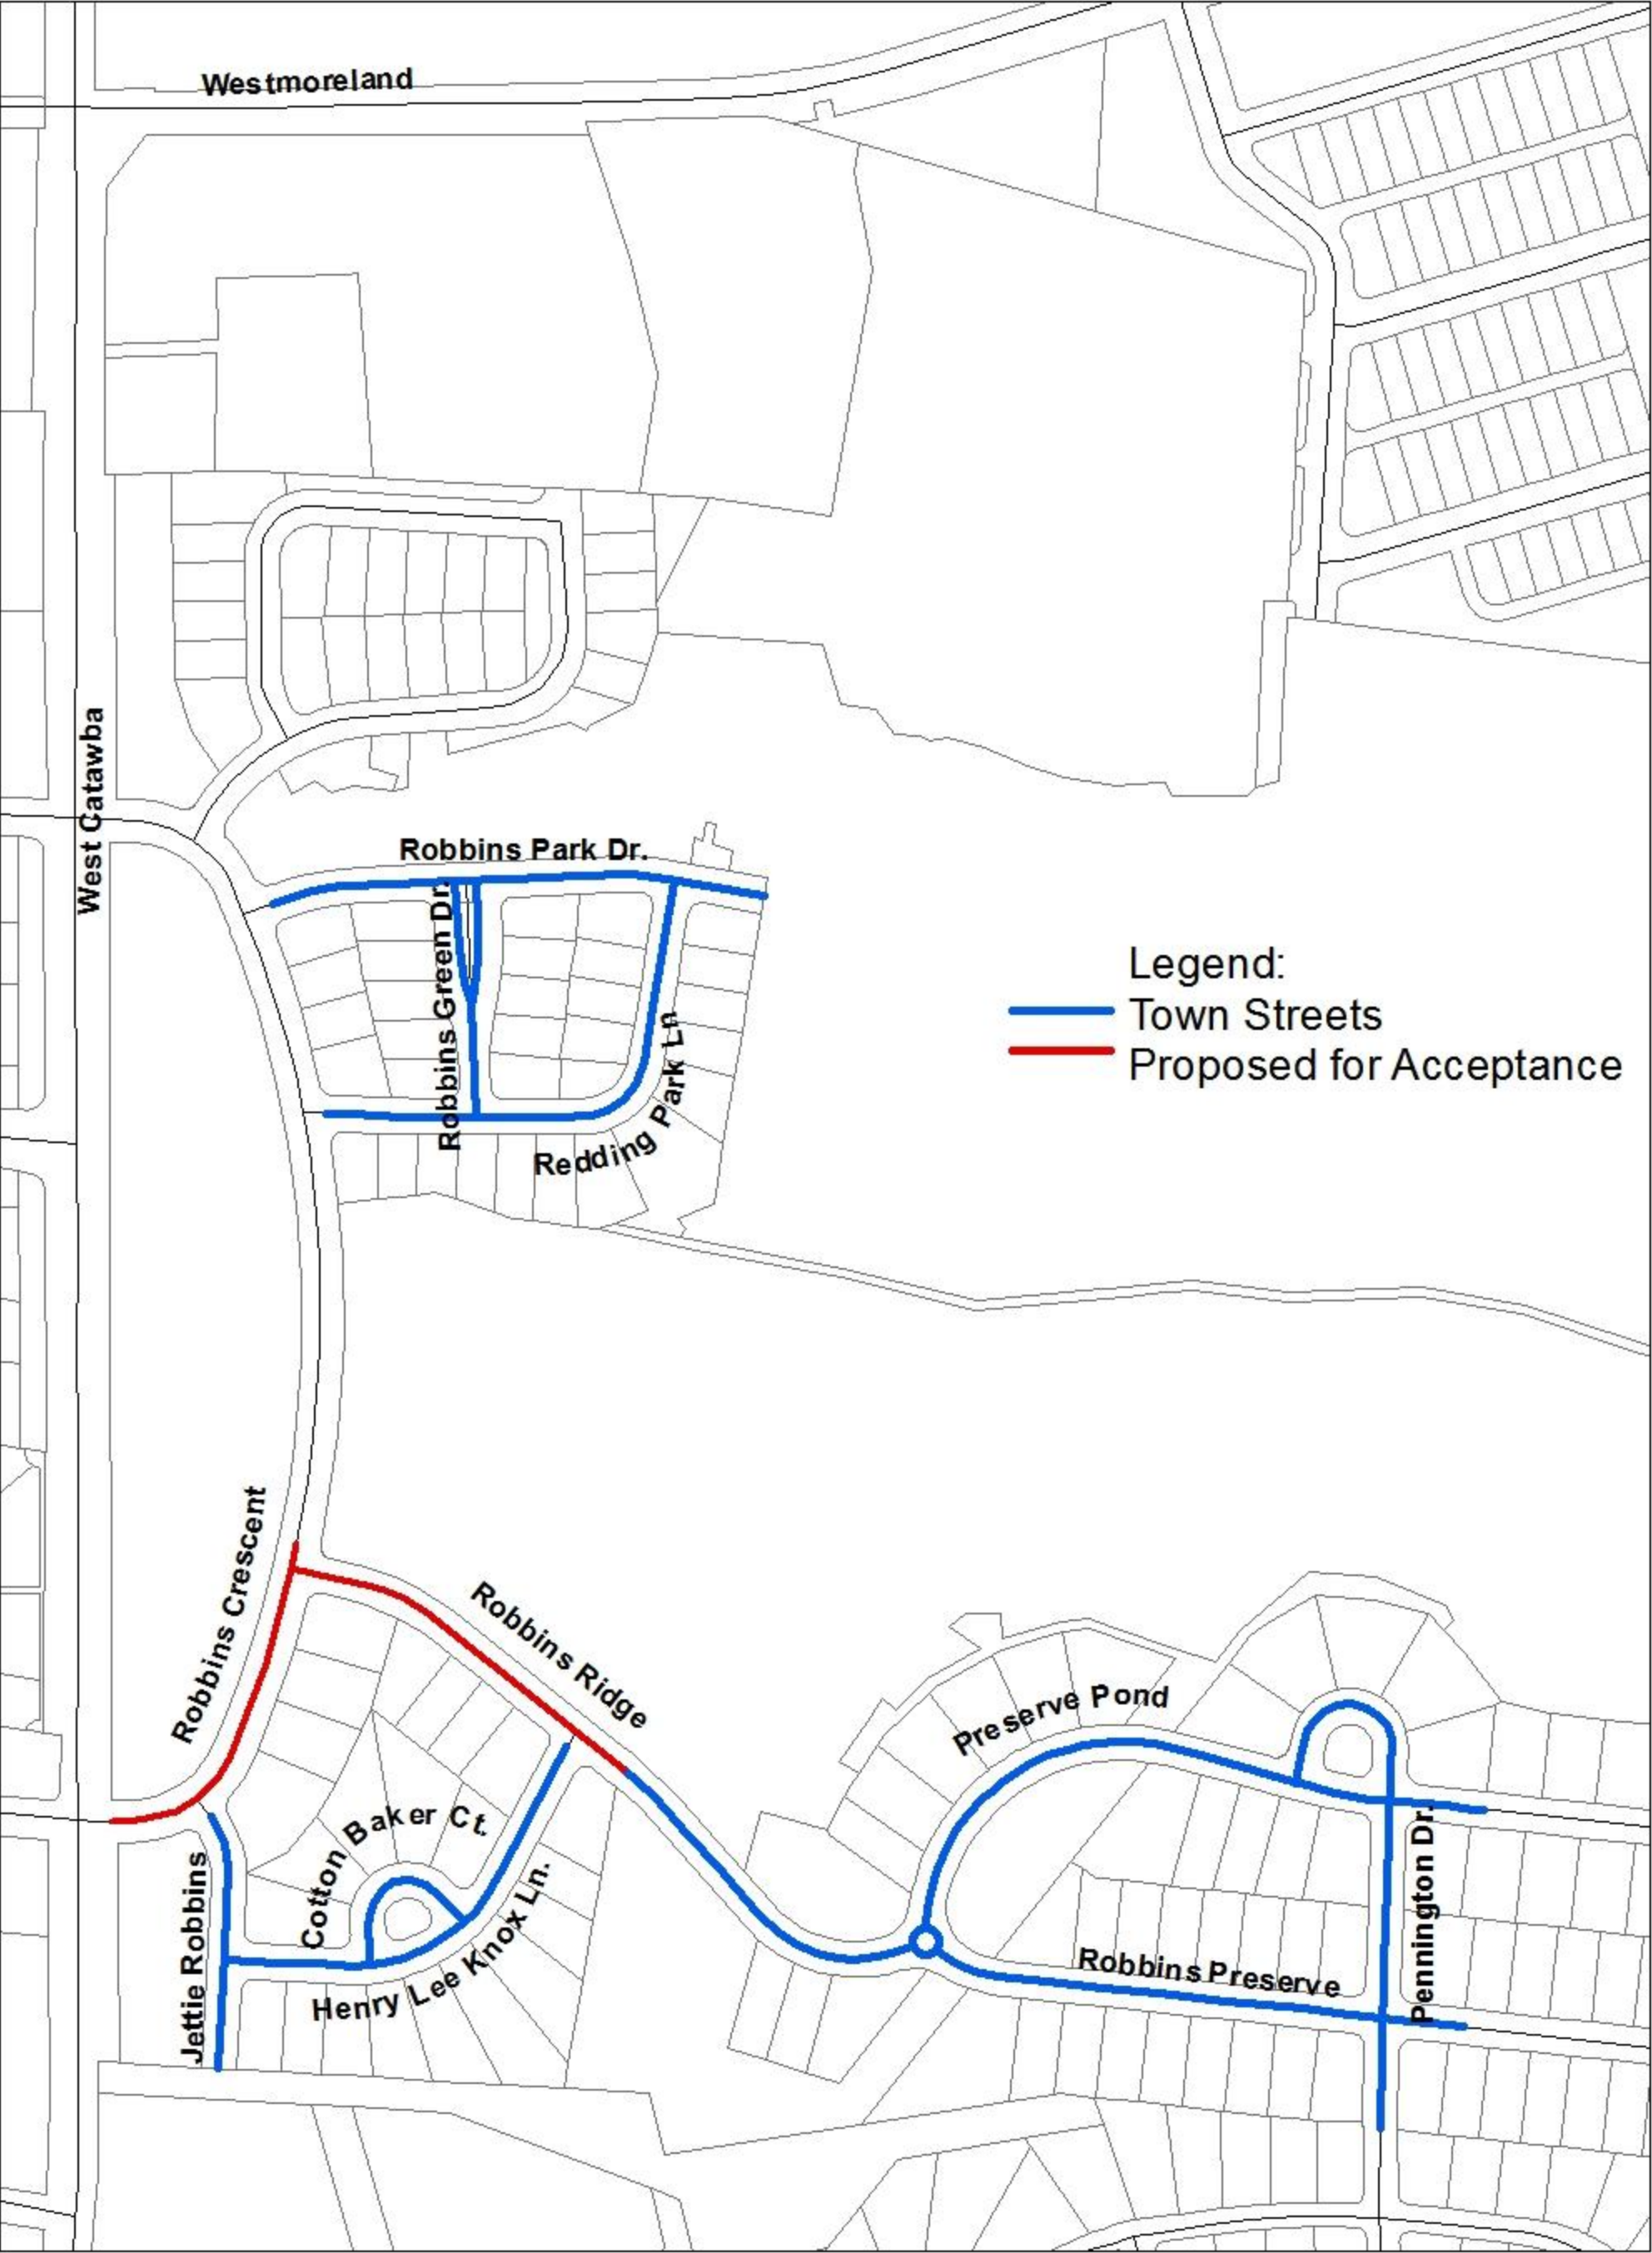 Westmoreland
West Catawba
Robbins Park Dr.
Robbins Green Dr.
Redding Park Ln
Legend:
Town Streets
Proposed for Acceptance
Robbins Crescent
Robbins Ridge
Preserve Pond
Cotton Baker Ct.
Henry Lee Knox Ln.
Jettie Robbins
Robbins Preserve
Pennington Dr.